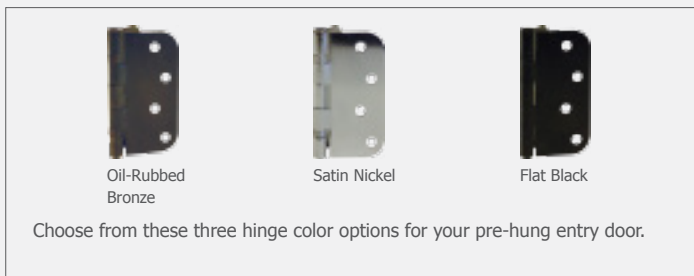 Oil-Rubbed
Bronze
Satin Nickel
Flat Black
Choose from these three hinge color options for your pre-hung entry door.